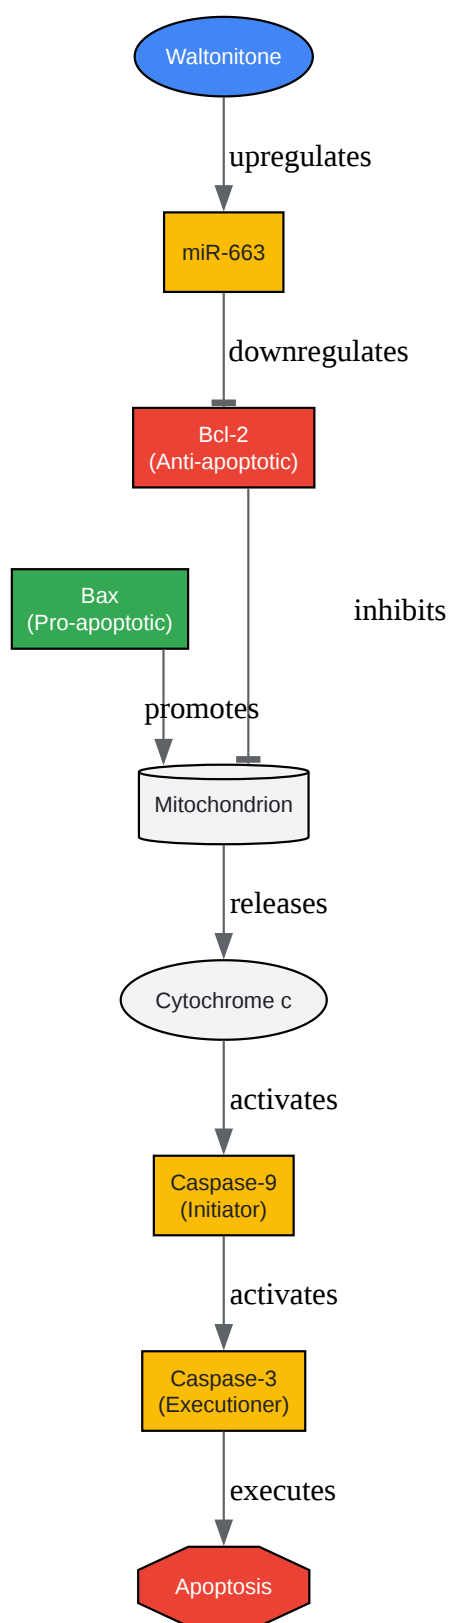 Waltonitone
upregulates
miR-663
downregulates
Bcl-2
(Anti-apoptotic)
Bax
(Pro-apoptotic)
inhibits
promotes
Mitochondrion
releases
Cytochrome c
activates
Caspase-9
(Initiator)
activates
Caspase-3
(Executioner)
executes
Apoptosis